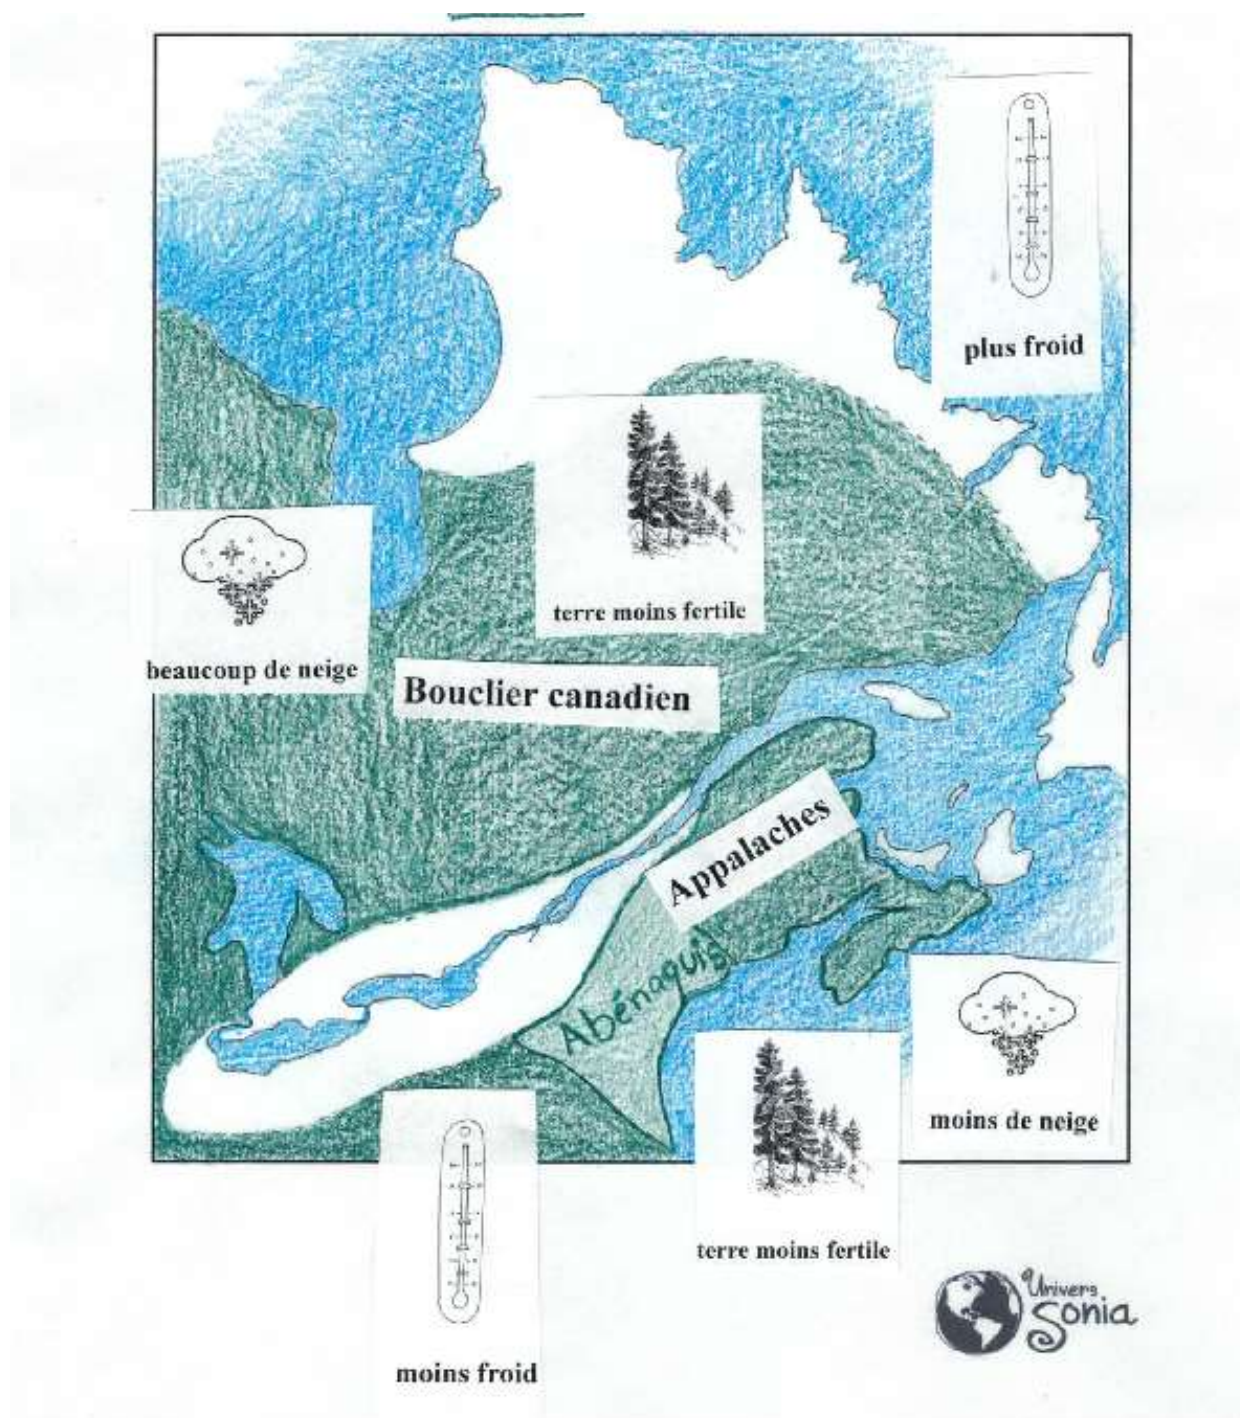 plus froid
terre moins fertile
beaucoup de neige
Bouclier canadien
Appalaches
Abénaquis
moins de neige
terre moins fertile
Univers
Sonia
moins froid